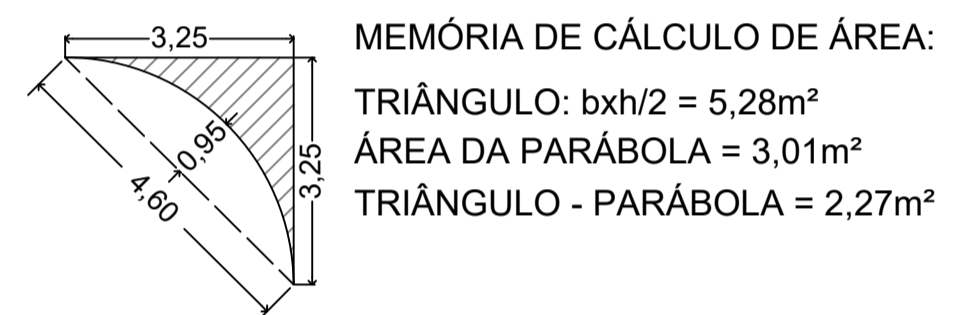 3,25
MEMÓRIA DE CÁLCULO DE ÁREA:
TRIÂNGULO: bxh/2 = 5,28m²
0,95
3,25
ÁREA DA PARÁBOLA = 3,01m²
4,60
TRIÂNGULO - PARÁBOLA = 2,27m²